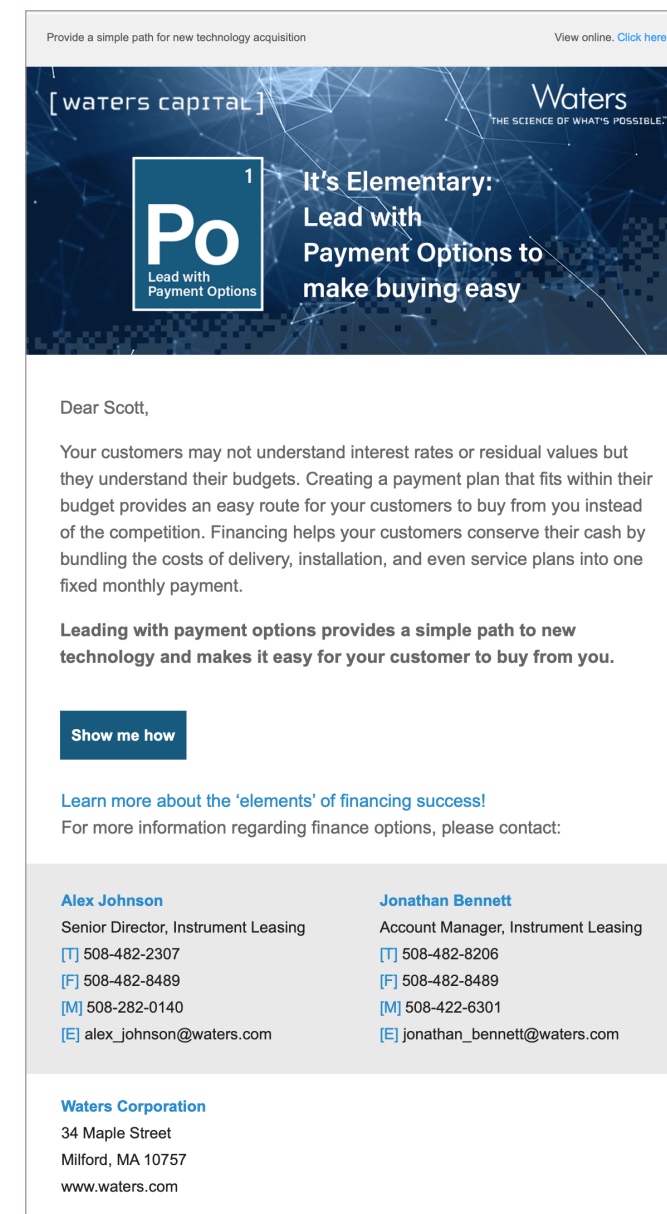 Provide a simple path for new technology acquisition
View online. Click here
[WATERS CAPITAL]
Waters
THE SCIENCE OF WHAT'S POSSIBLE.™
1
Po
Lead with
Payment Options
It's Elementary:
Lead with
Payment Options to
make buying easy
Dear Scott,
Your customers may not understand interest rates or residual values but
they understand their budgets. Creating a payment plan that fits within their
budget provides an easy route for your customers to buy from you instead
of the competition. Financing helps your customers conserve their cash by
bundling the costs of delivery, installation, and even service plans into one
fixed monthly payment.
Leading with payment options provides a simple path to new
technology and makes it easy for your customer to buy from you.
Show me how
Learn more about the ‘elements’ of financing success!
For more information regarding finance options, please contact:
Alex Johnson
Senior Director, Instrument Leasing
[T] 508-482-2307
[F] 508-482-8489
[M] 508-282-0140
[E] alex_johnson@waters.com
Jonathan Bennett
Account Manager, Instrument Leasing
[T] 508-482-8206
[F] 508-482-8489
[M] 508-422-6301
[E] jonathan_bennett@waters.com
Waters Corporation
34 Maple Street
Milford, MA 10757
www.waters.com